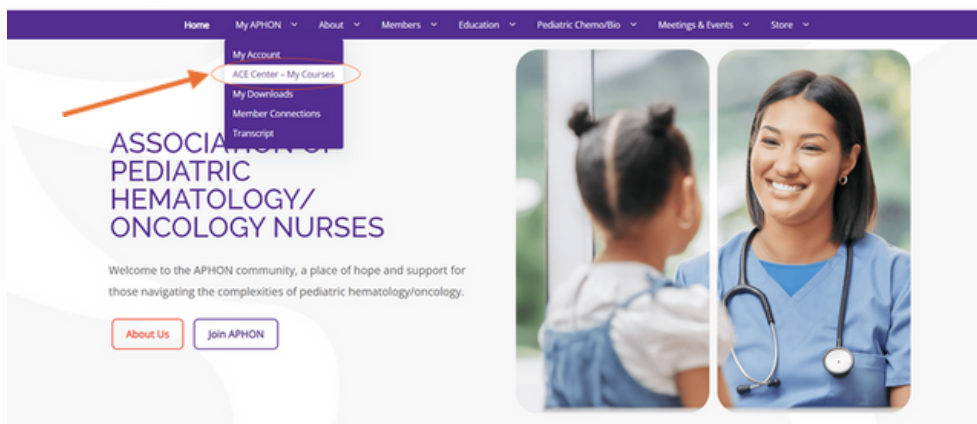 Home My APHON About Members Education Pediatric Chemo/Bio Meetings & Events Store
My Account
ACE Center – My Courses
My Downloads
Member Connections
Transcript
ASSOCIATION OF
PEDIATRIC
HEMATOLOGY/
ONCOLOGY NURSES
Welcome to the APHON community, a place of hope and support for
those navigating the complexities of pediatric hematology/oncology.
About Us Join APHON